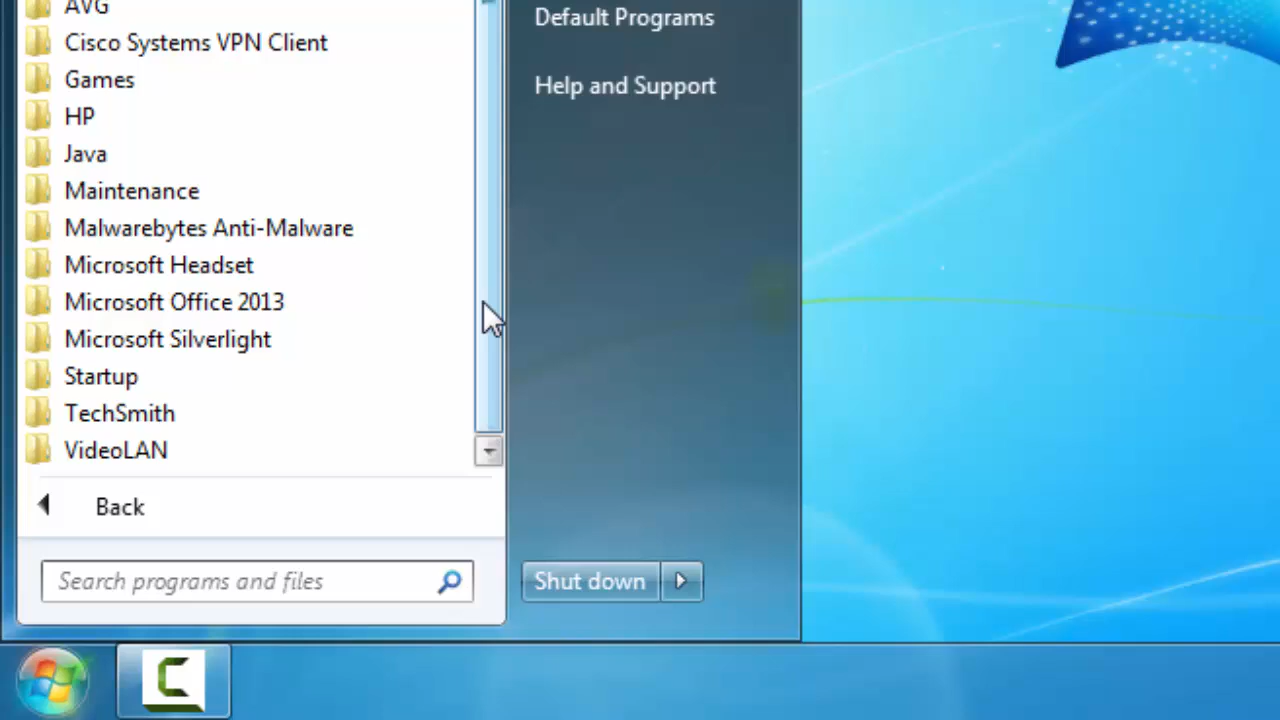 AVG
Cisco Systems VPN Client
Games
HP
Java
Maintenance
Malwarebytes Anti-Malware
Microsoft Headset
Microsoft Office 2013
Microsoft Silverlight
Startup
TechSmith
VideoLAN
Back
Search programs and files
Default Programs
Help and Support
Shut down